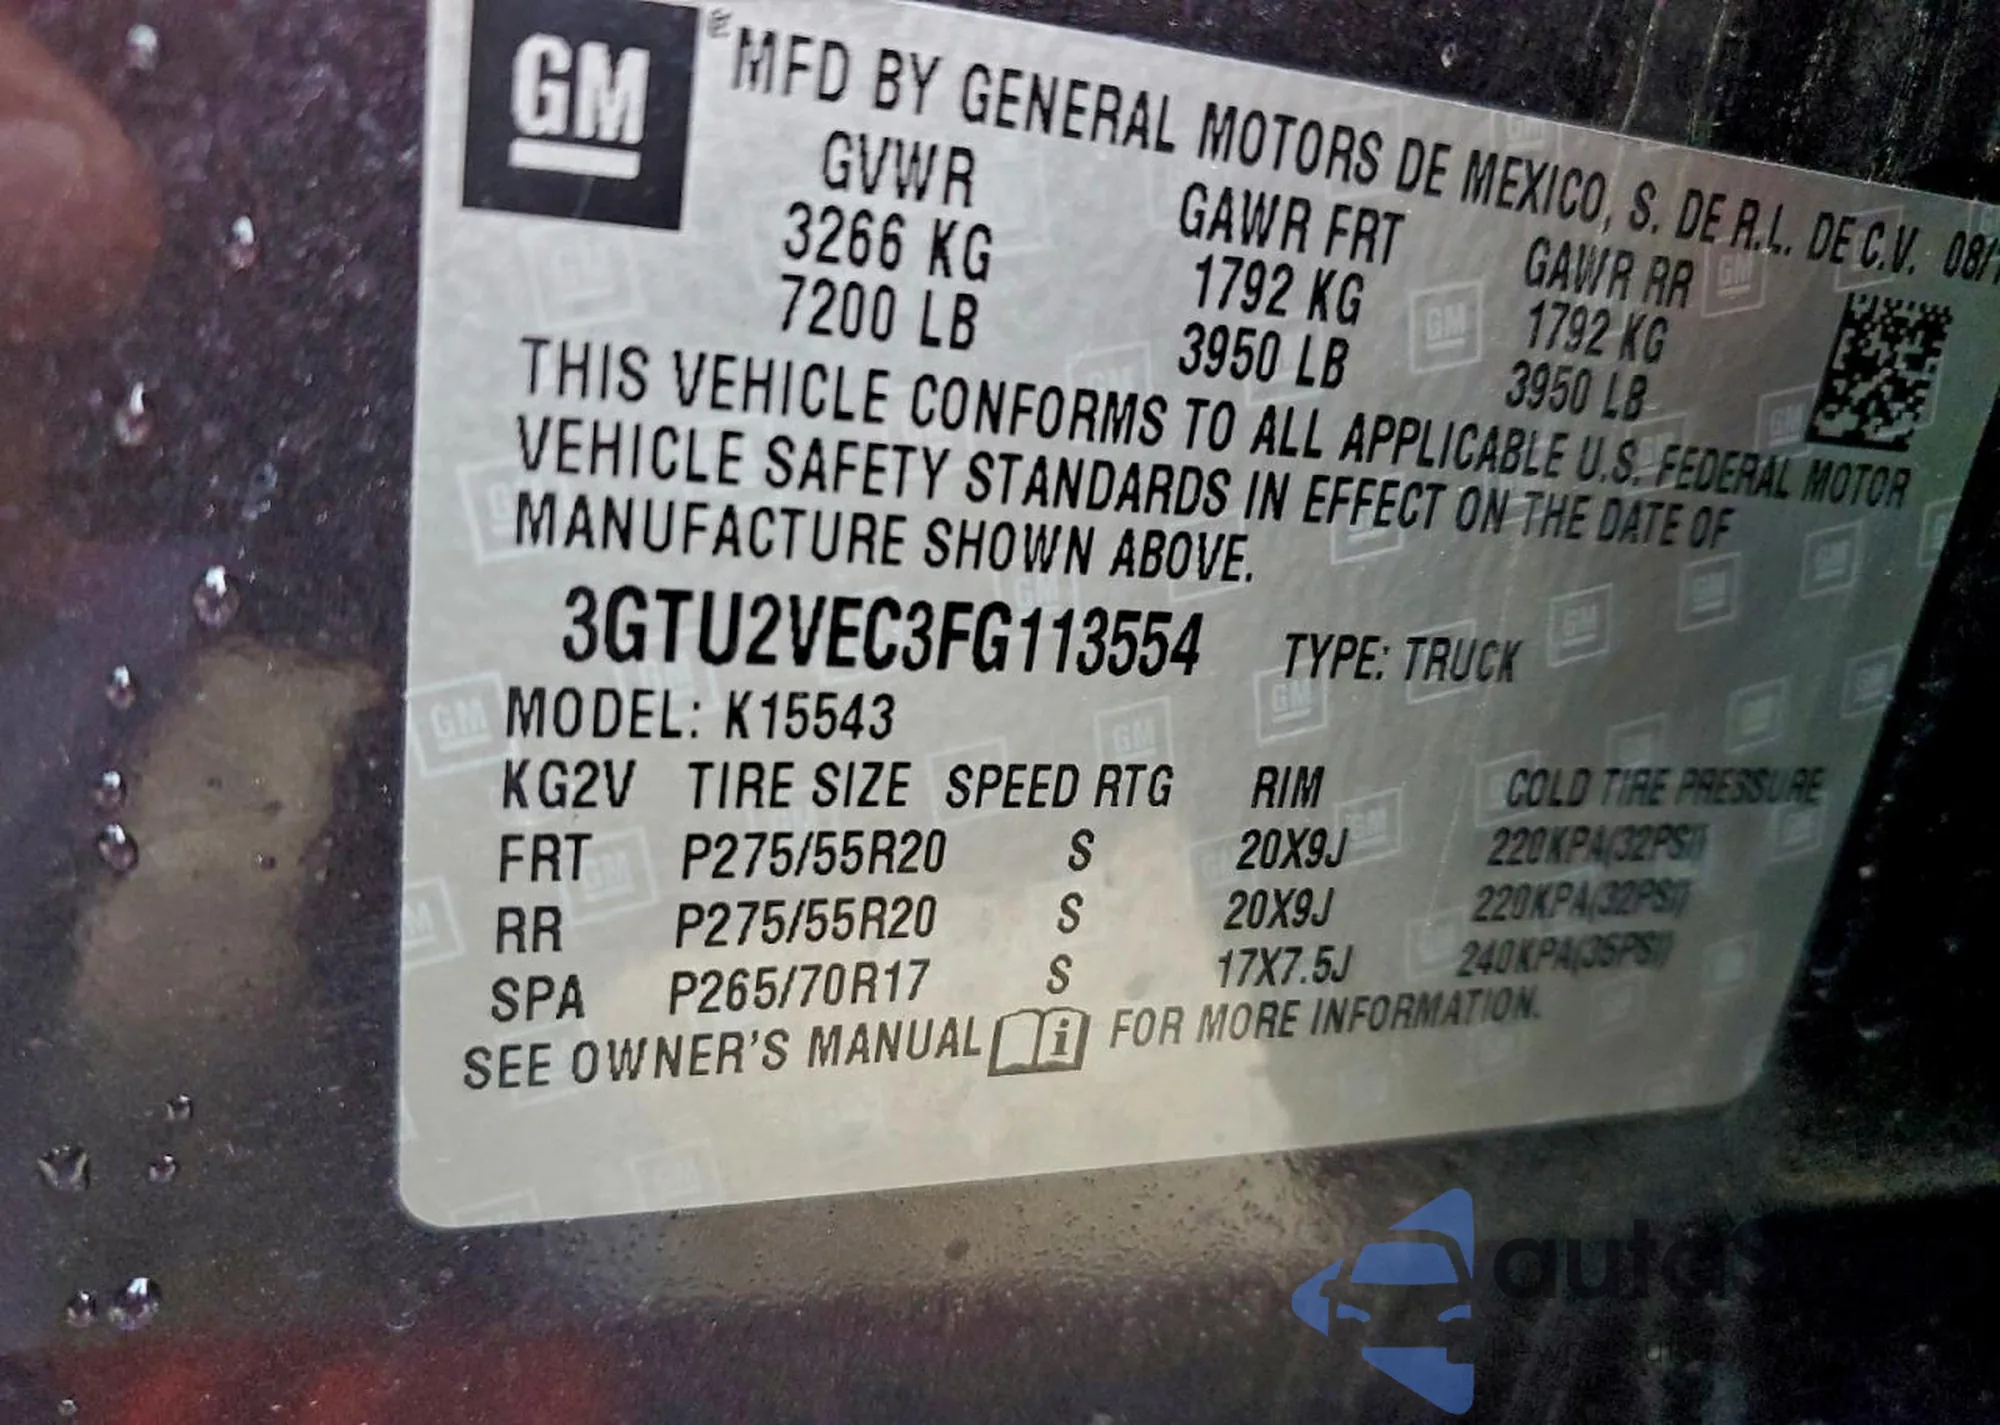 GM
MFD BY GENERAL MOTORS DE MEXICO, S. DE R.L. DE C.V. 08/
GVWR GAWR FRT GAWR RR
3266 KG 1792 KG 1792 KG
7200 LB 3950 LB 3950 LB
THIS VEHICLE CONFORMS TO ALL APPLICABLE U.S. FEDERAL MOTOR
VEHICLE SAFETY STANDARDS IN EFFECT ON THE DATE OF
MANUFACTURE SHOWN ABOVE.
3GTU2VEC3FG113554 TYPE: TRUCK
MODEL: K15543
KG2V TIRE SIZE SPEED RTG RIM COLD TIRE PRESSURE
FRT P275/55R20 S 20X9J 220KPA(32PSI)
RR P275/55R20 S 20X9J 220KPA(32PSI)
SPA P265/70R17 S 17X7.5J 240KPA(35PSI)
SEE OWNER'S MANUAL i FOR MORE INFORMATION.